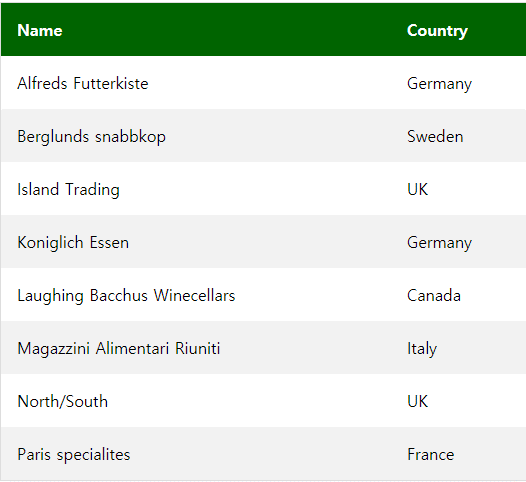 Name Country
Alfreds Futterkiste Germany
Berglunds snabbkop Sweden
Island Trading UK
Koniglich Essen Germany
Laughing Bacchus Winecellars Canada
Magazzini Alimentari Riuniti Italy
North/South UK
Paris specialites France